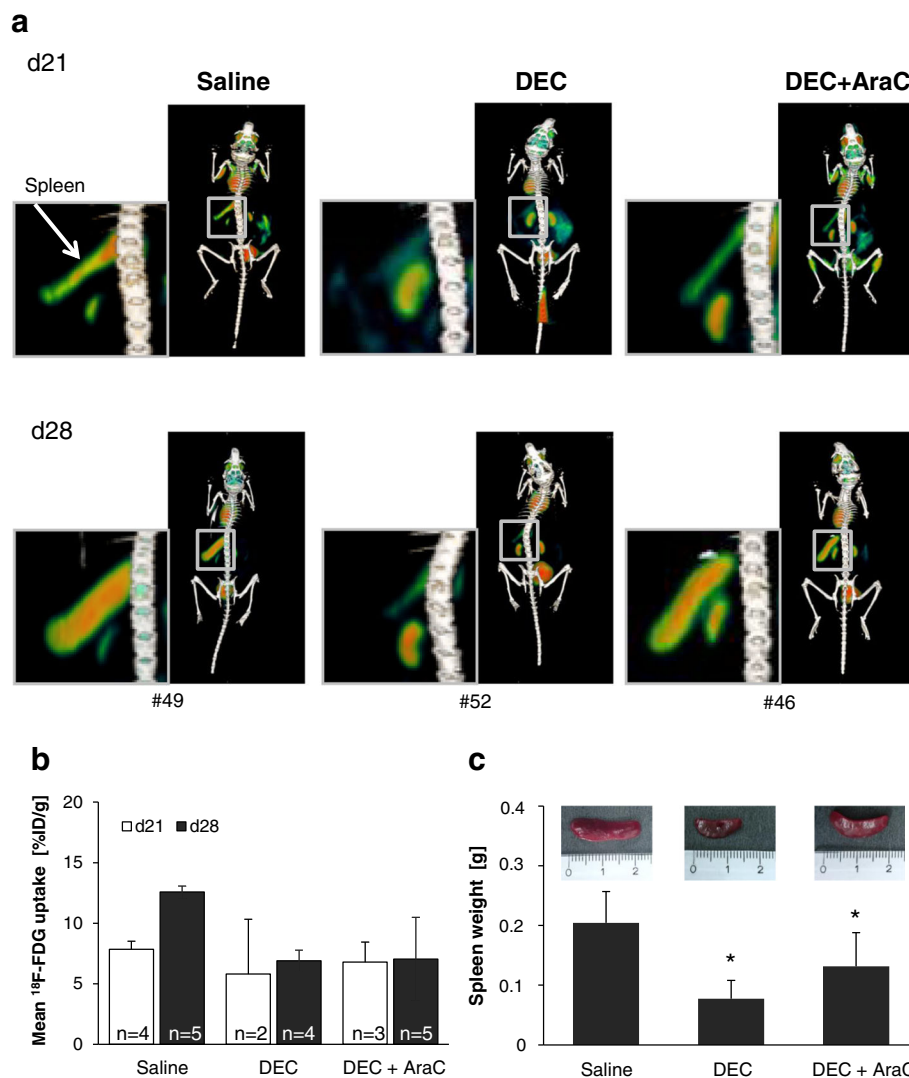 a
d21
Saline DEC DEC+AraC
Spleen
d28
#49 #52 #46
b
20
15
10
5
0
Mean ¹⁸F-FDG uptake [%ID/g]
d21 d28
n=4 n=5 n=2 n=4 n=3 n=5
Saline DEC DEC + AraC
c
0.4
0.3
0.2
0.1
0
Spleen weight [g]
0 1 2 0 1 2 0 1 2
* *
Saline DEC DEC + AraC